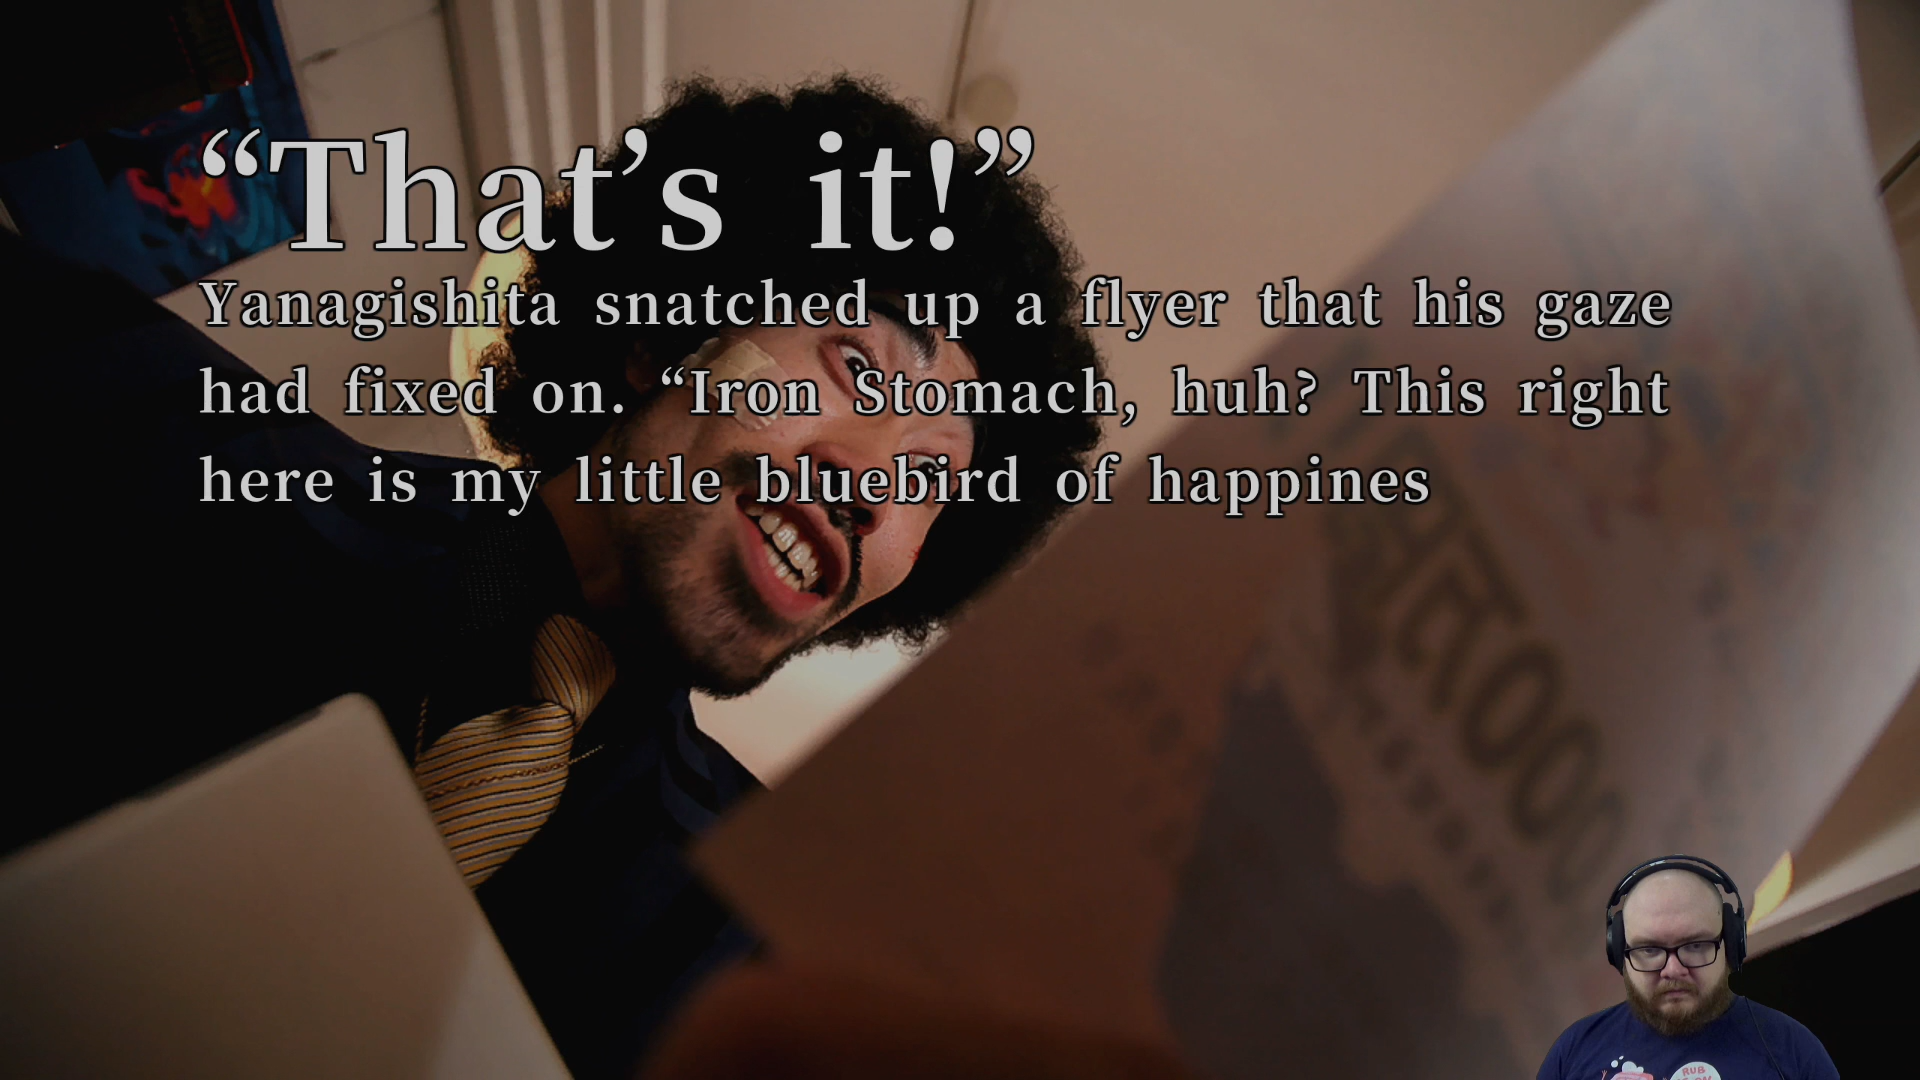 “That’s it!”
Yanagishita snatched up a flyer that his gaze
had fixed on. “Iron Stomach, huh? This right
here is my little bluebird of happines
RUB